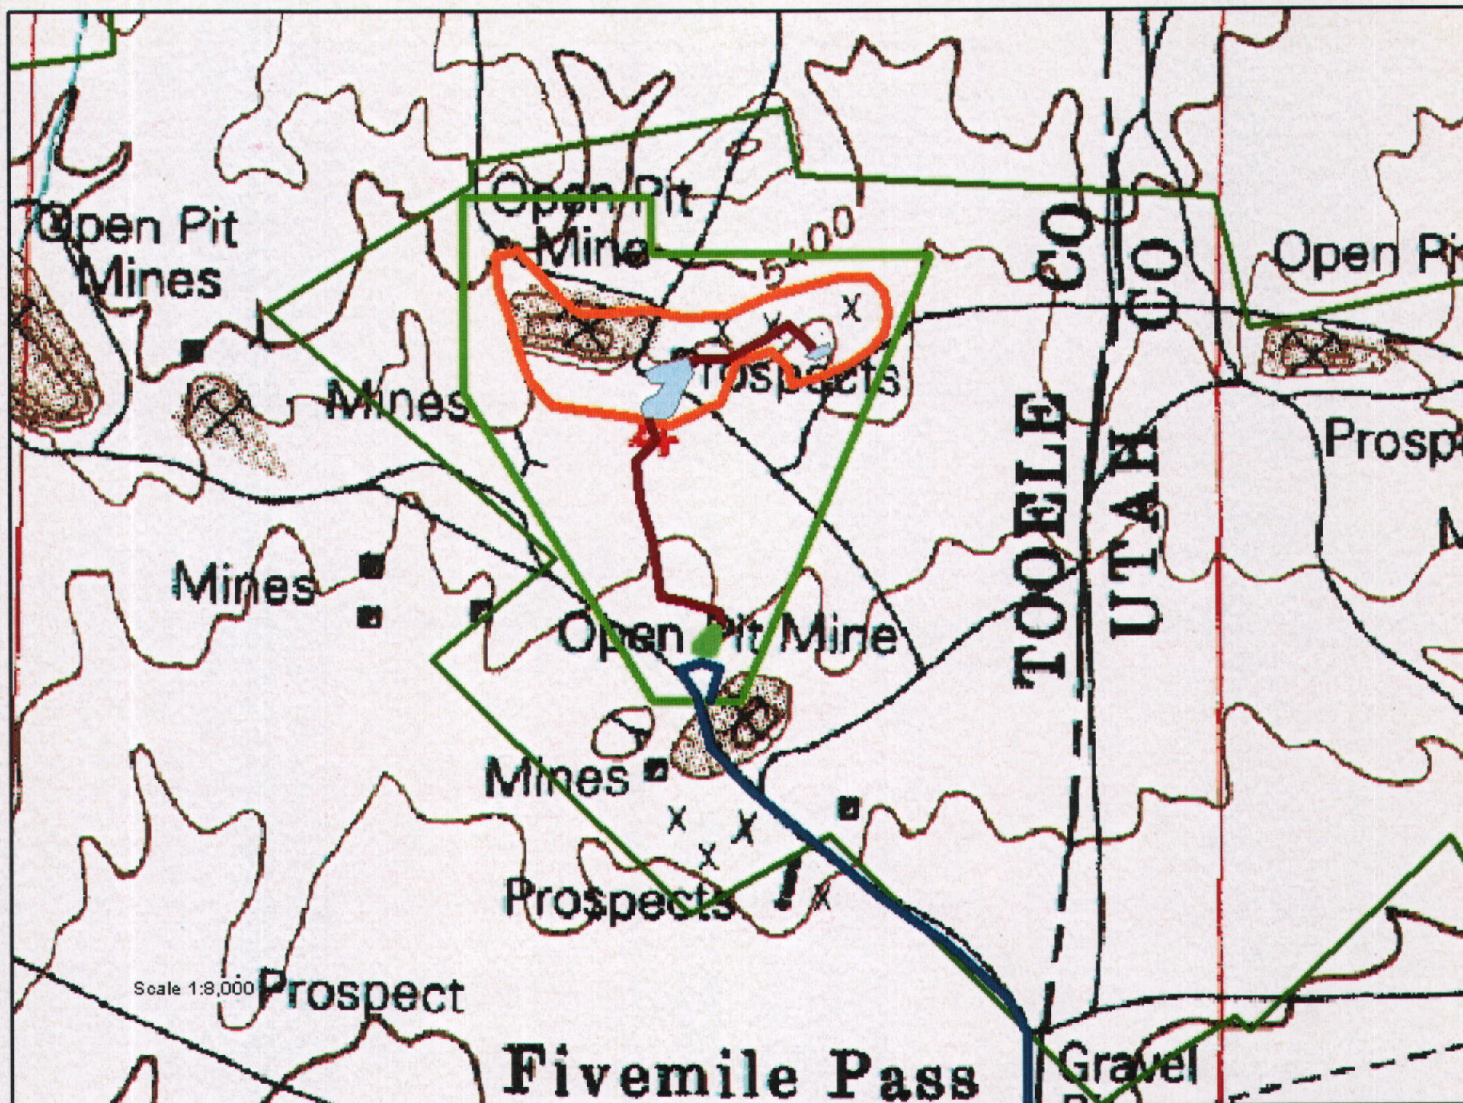 Open Pit
Mine
Open Pit
Mines
5400
CO
CO
Open Pi
Mines
Prospects
Prosp
TOOELE
UTAH
M
Mines
Open Pit Mine
Mines
Prospects
Scale 1:8,000
Prospect
Fivemile Pass
Gravel